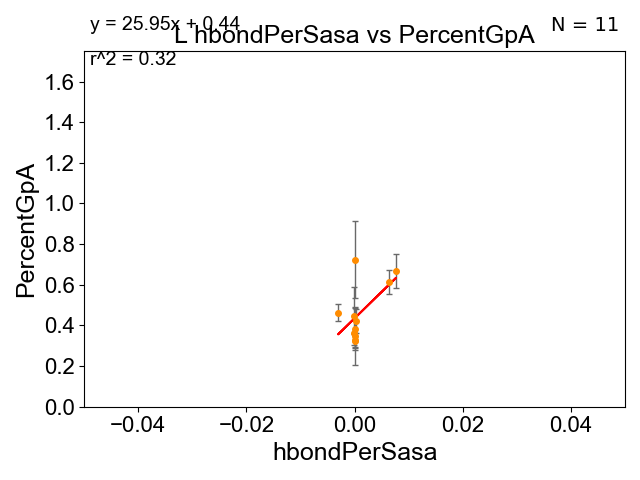 y = 25.95x + 0.44
N = 11
L hbondPerSasa vs PercentGpA
r^2 = 0.32
1.6
1.4
1.2
1.0
0.8
0.6
0.4
0.2
0.0
PercentGpA
−0.04 −0.02 0.00 0.02 0.04
hbondPerSasa